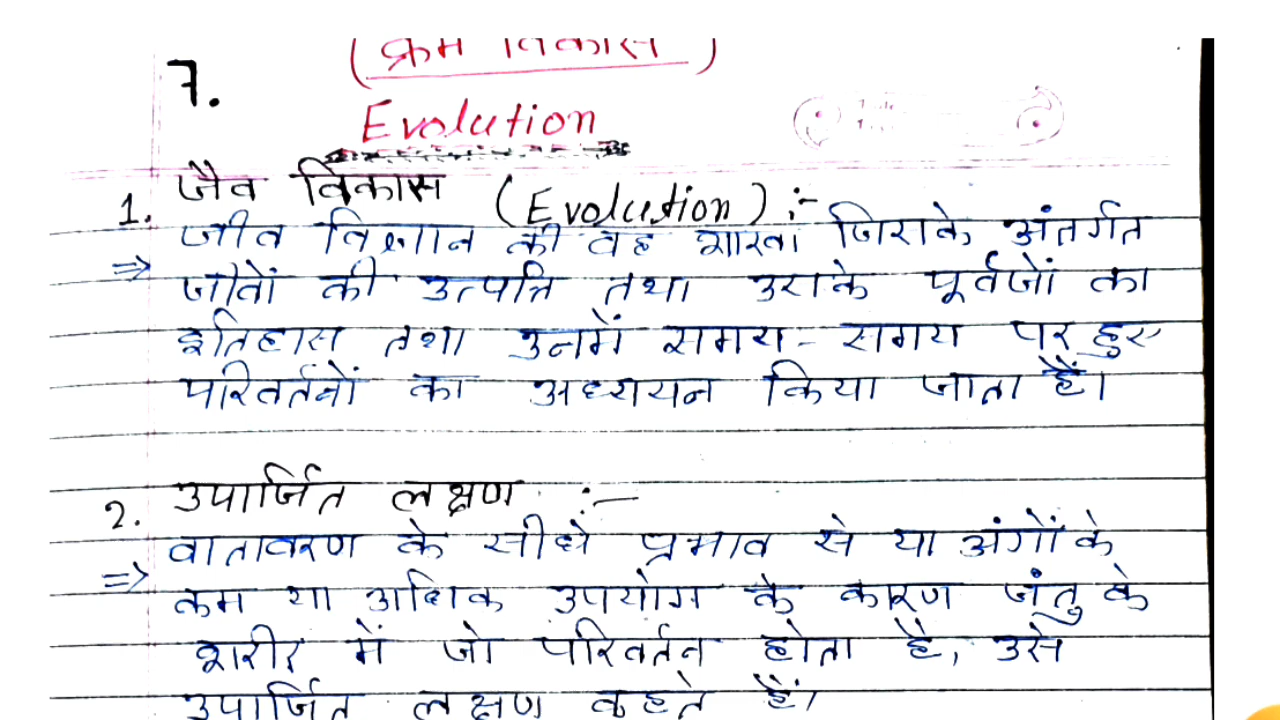 (क्रम विकास)
7.
Evolution
1. जैव विकास (Evolution) :-
⇒ जीव विज्ञान की वह शाखा जिसके अंतर्गत
जीवों की उत्पत्ति तथा उसके पूर्वजों का
इतिहास तथा उनमें समय-समय पर हुए
परिवर्तनों का अध्ययन किया जाता हैं।
2. उपार्जित लक्षण :-
⇒ वातावरण के सीधे प्रभाव से या अंगों के
कम या अधिक उपयोग के कारण जंतु के
शरीर में जो परिवर्तन होता है, उसे
उपार्जित लक्षण कहते हैं।